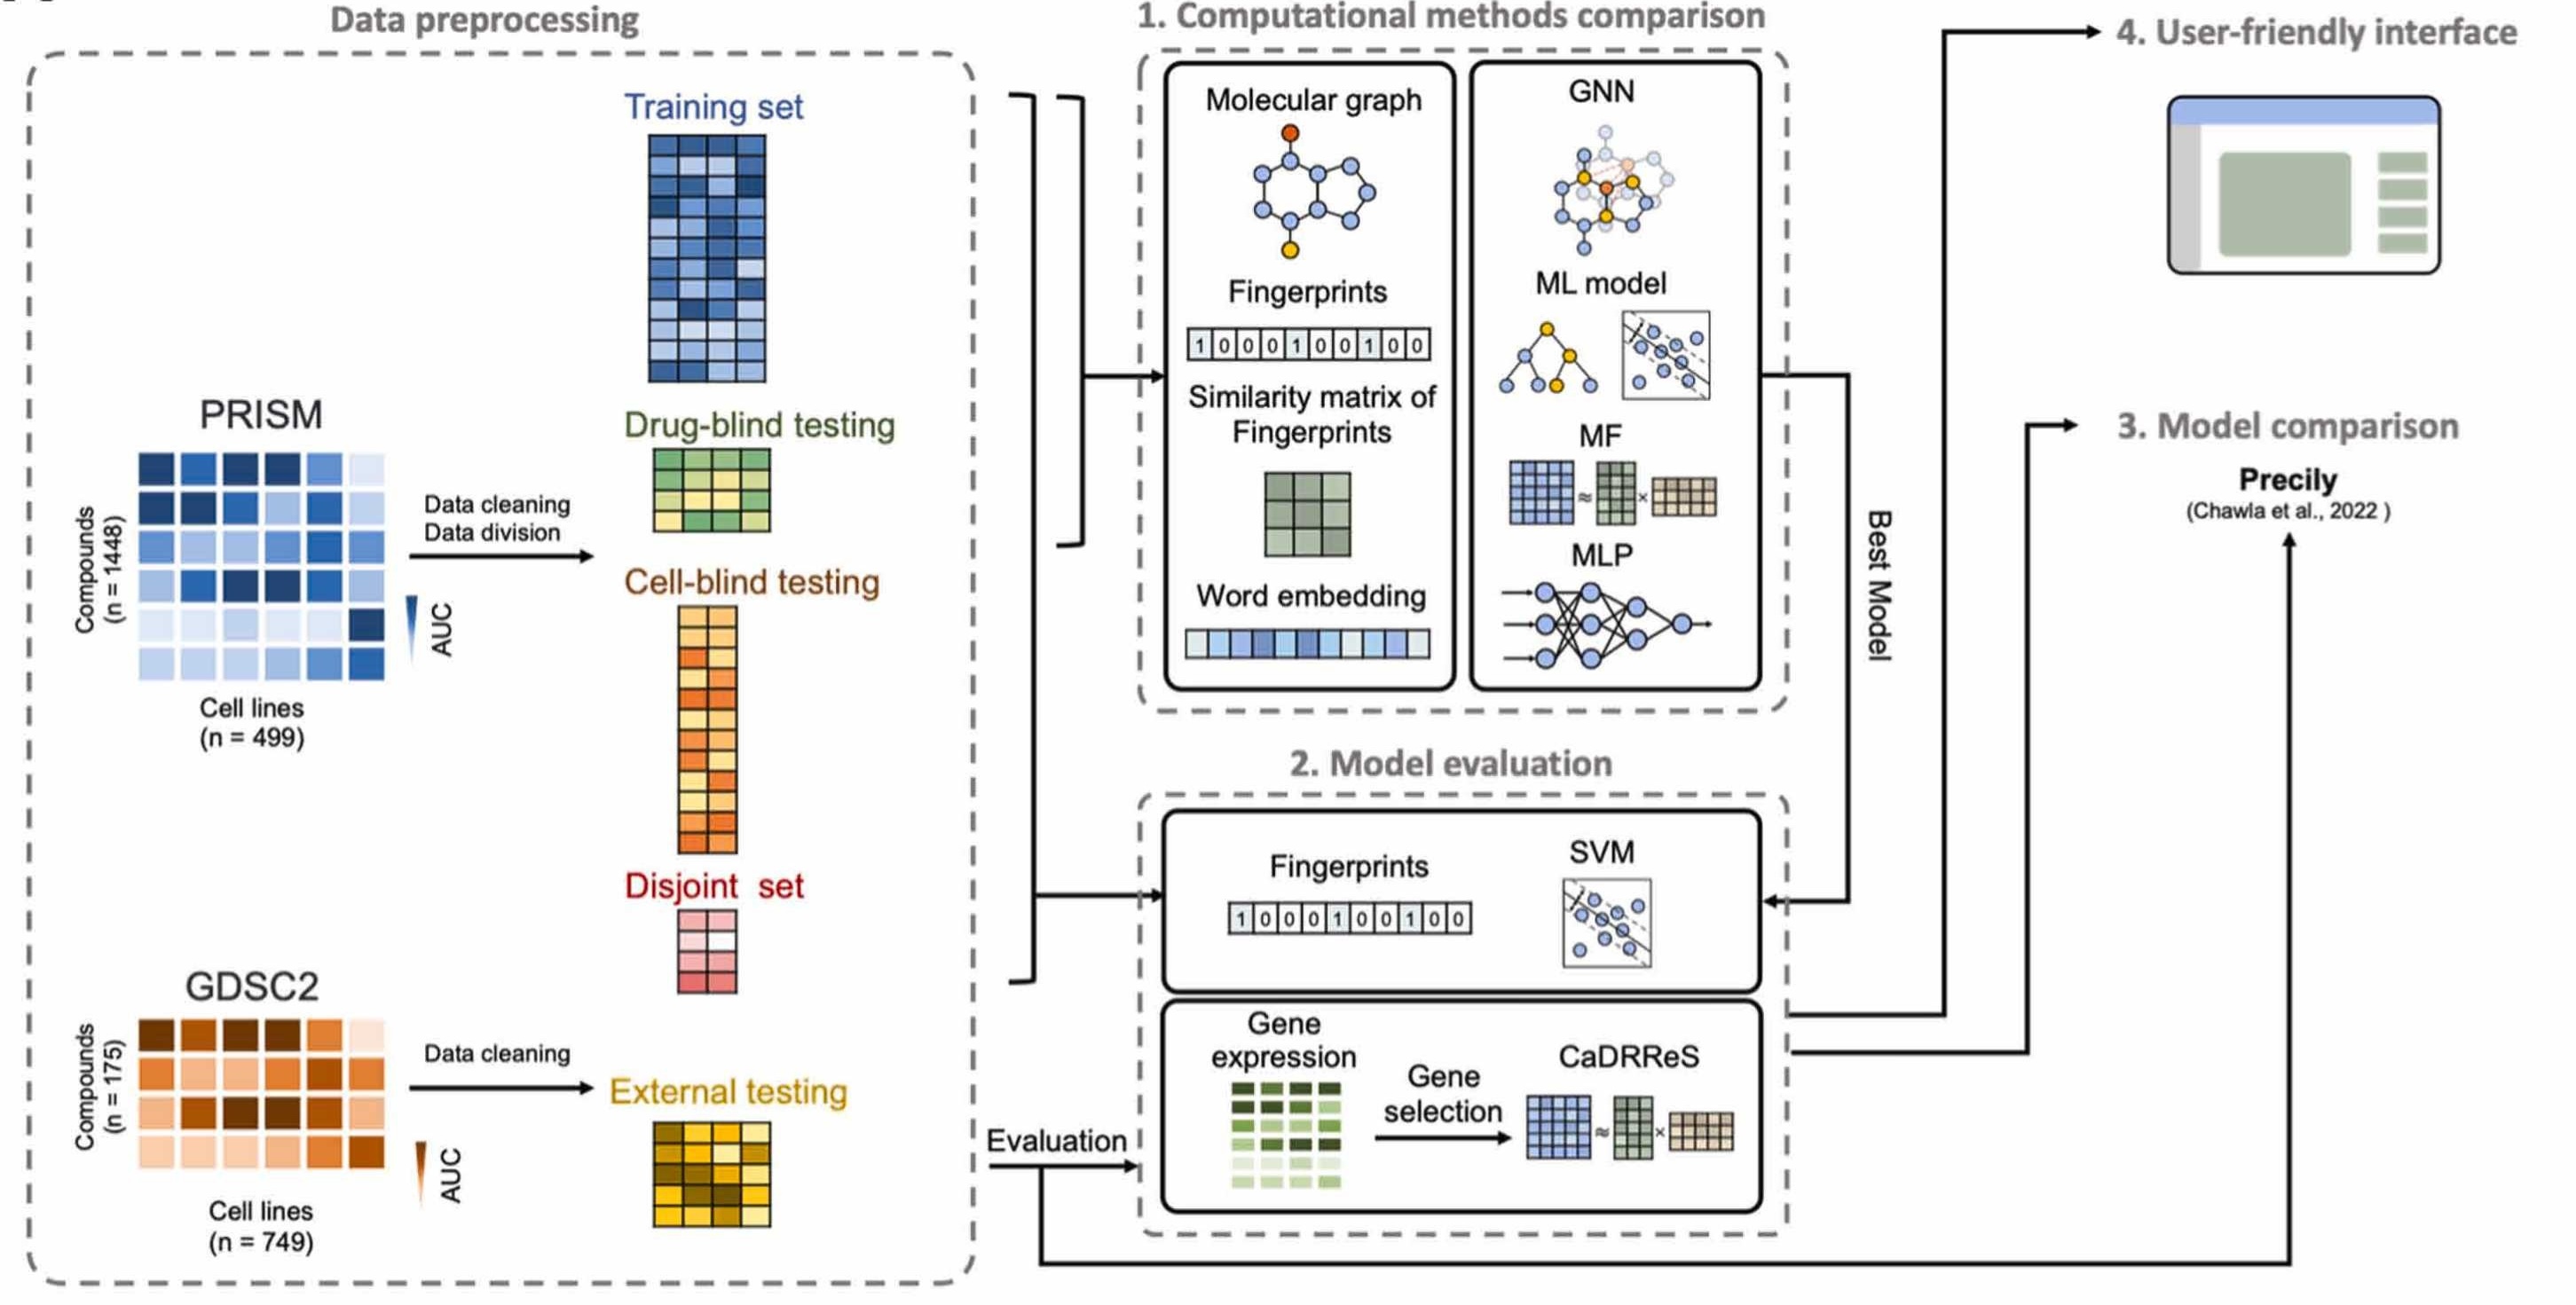 Data preprocessing
PRISM
Compounds
(n = 1448)
Cell lines
(n = 499)
AUC
Data cleaning
Data division
Training set
Drug-blind testing
Cell-blind testing
Disjoint set
GDSC2
Compounds
(n = 175)
Cell lines
(n = 749)
AUC
Data cleaning
External testing
1. Computational methods comparison
Molecular graph
Fingerprints
1 0 0 0 1 0 0 1 0 0
Similarity matrix of
Fingerprints
Word embedding
GNN
ML model
MF
≈ ×
MLP
Best Model
2. Model evaluation
Fingerprints
1 0 0 0 1 0 0 1 0 0
SVM
Gene
expression
Gene
selection
CaDRReS
≈ ×
Evaluation
4. User-friendly interface
3. Model comparison
Precily
(Chawla et al., 2022 )